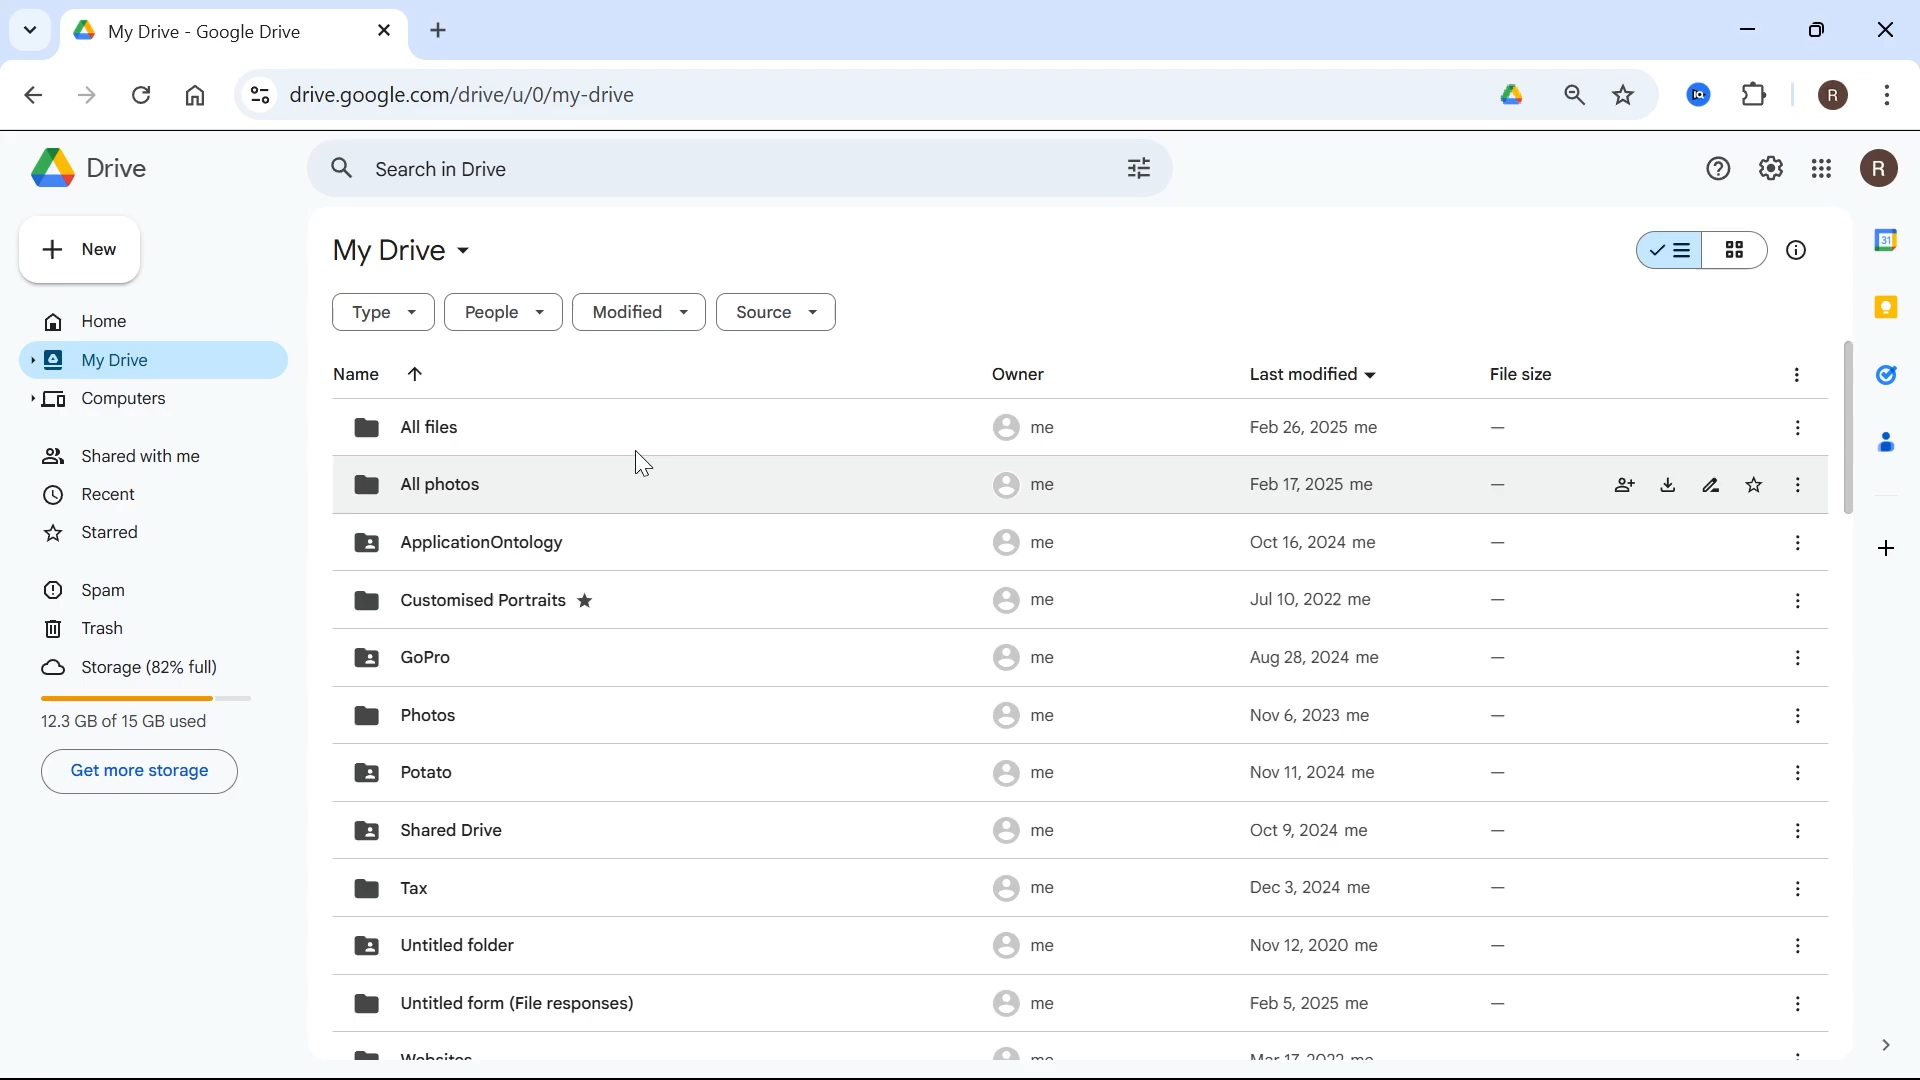 My Drive - Google Drive
drive.google.com/drive/u/0/my-drive
IQ
R
Drive
Search in Drive
R
New
My Drive
31
Type
People
Modified
Source
Home
My Drive
Computers
Shared with me
Recent
Starred
Spam
Trash
Storage (82% full)
12.3 GB of 15 GB used
Get more storage
Name Owner Last modified File size
All files me Feb 26, 2025 me —
All photos me Feb 17, 2025 me —
ApplicationOntology me Oct 16, 2024 me —
Customised Portraits me Jul 10, 2022 me —
GoPro me Aug 28, 2024 me —
Photos me Nov 6, 2023 me —
Potato me Nov 11, 2024 me —
Shared Drive me Oct 9, 2024 me —
Tax me Dec 3, 2024 me —
Untitled folder me Nov 12, 2020 me —
Untitled form (File responses) me Feb 5, 2025 me —
Websites me Mar 17, 2022 me